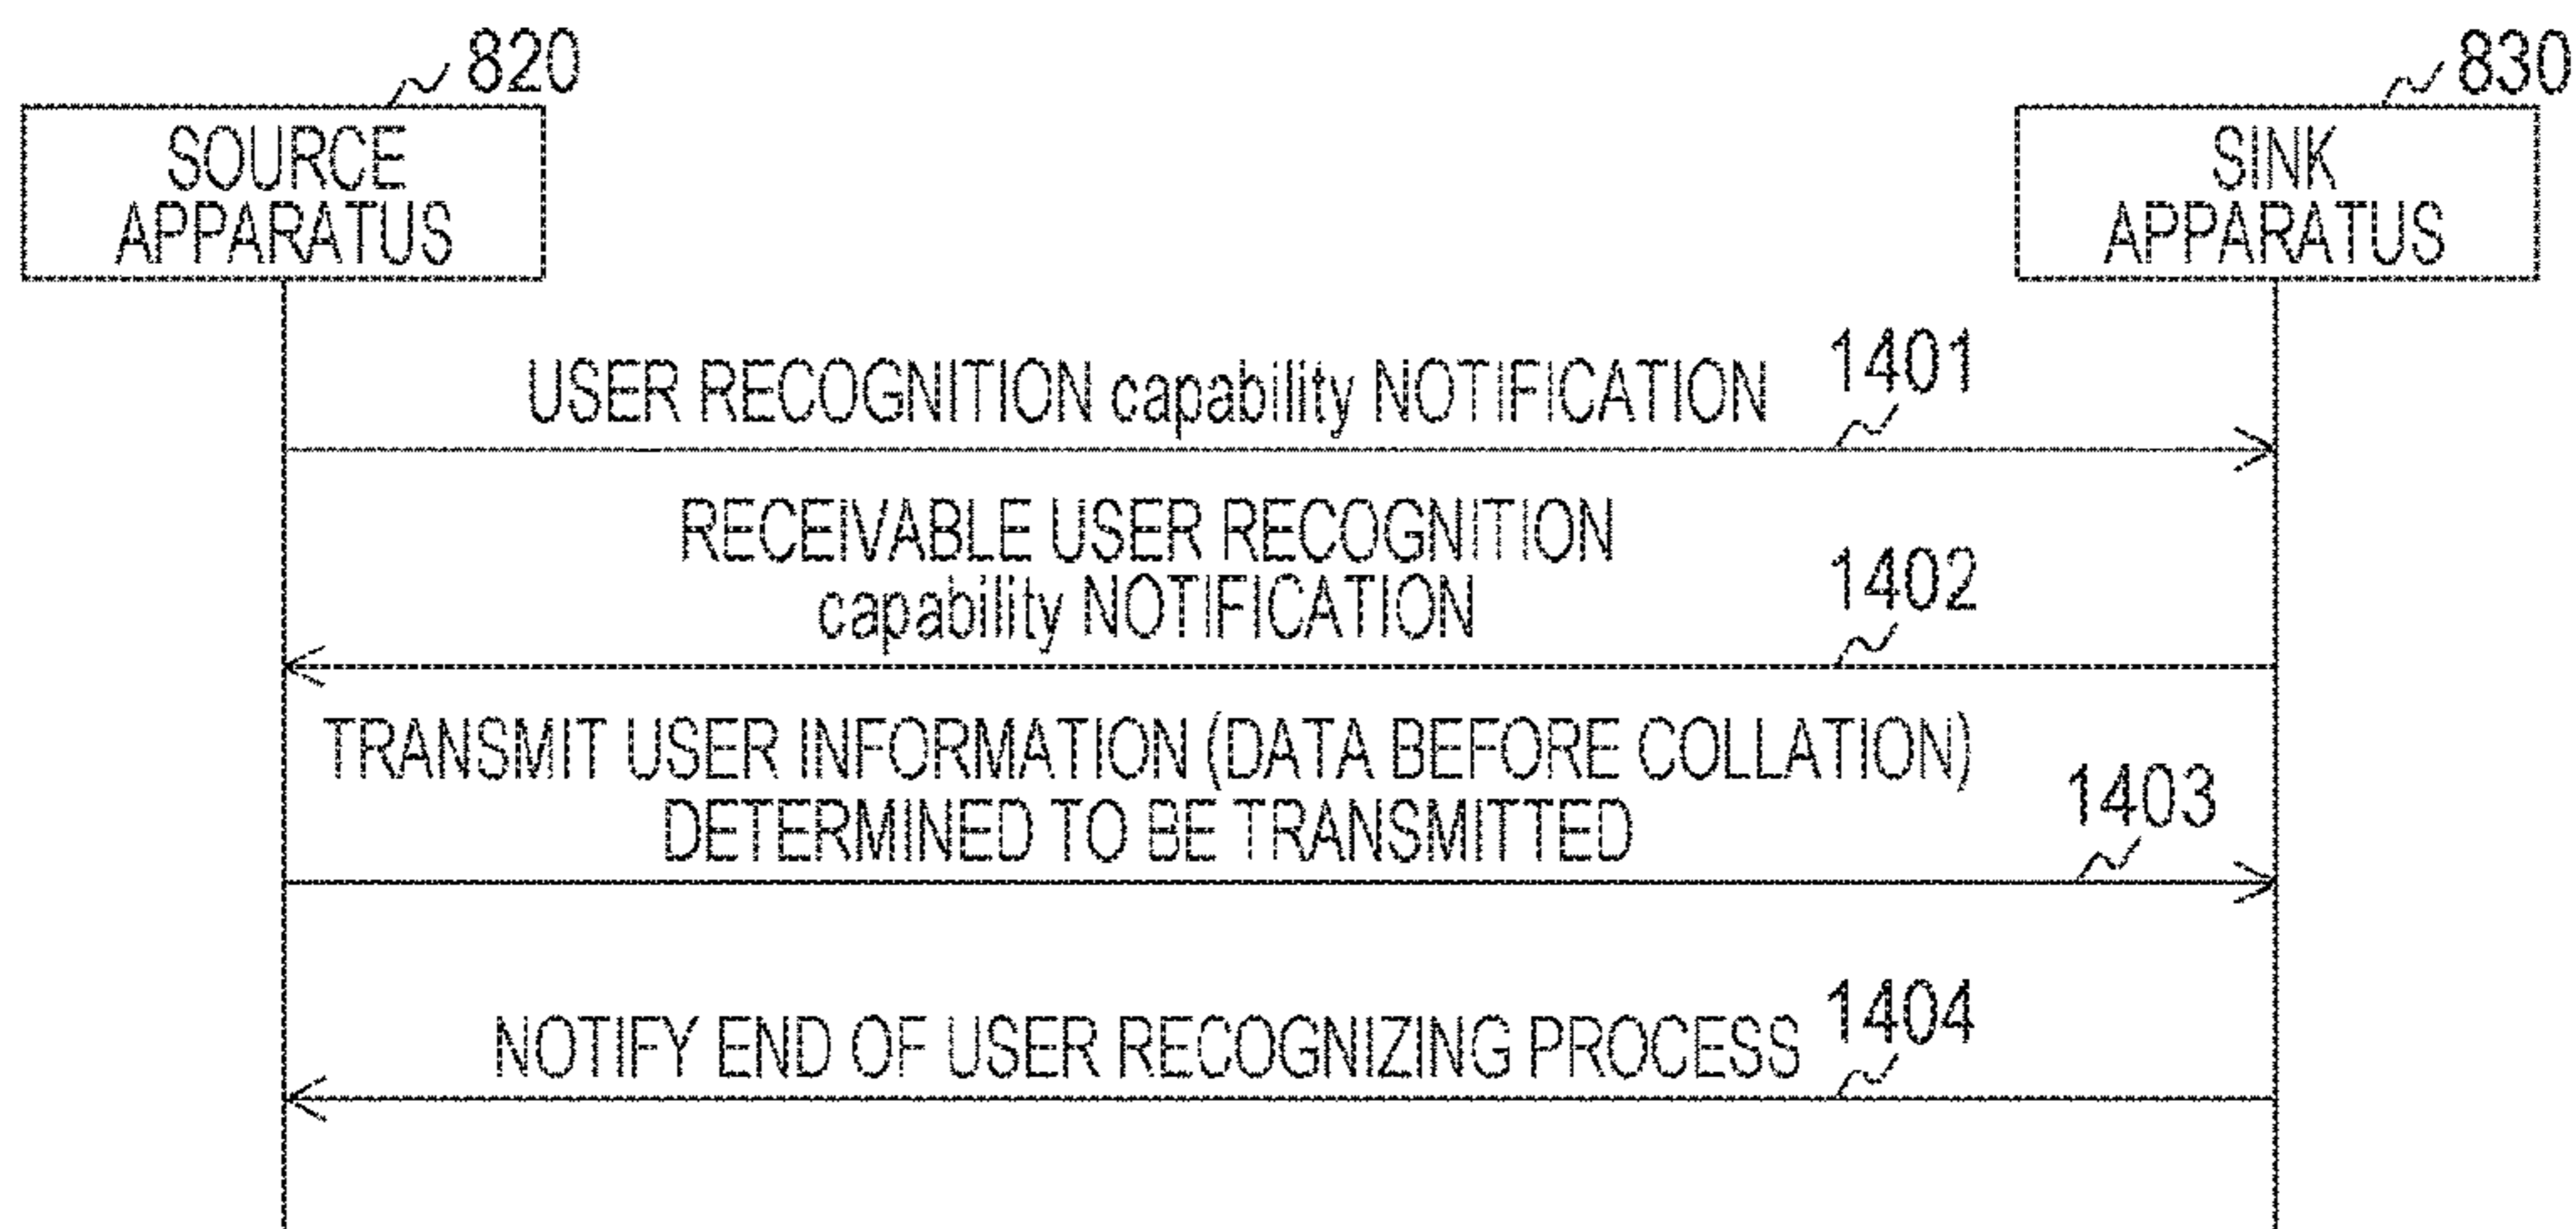 820
830
SOURCE
APPARATUS
SINK
APPARATUS
USER RECOGNITION capability NOTIFICATION
1401
RECEIVABLE USER RECOGNITION
capability NOTIFICATION
1402
TRANSMIT USER INFORMATION (DATA BEFORE COLLATION)
DETERMINED TO BE TRANSMITTED
1403
NOTIFY END OF USER RECOGNIZING PROCESS
1404